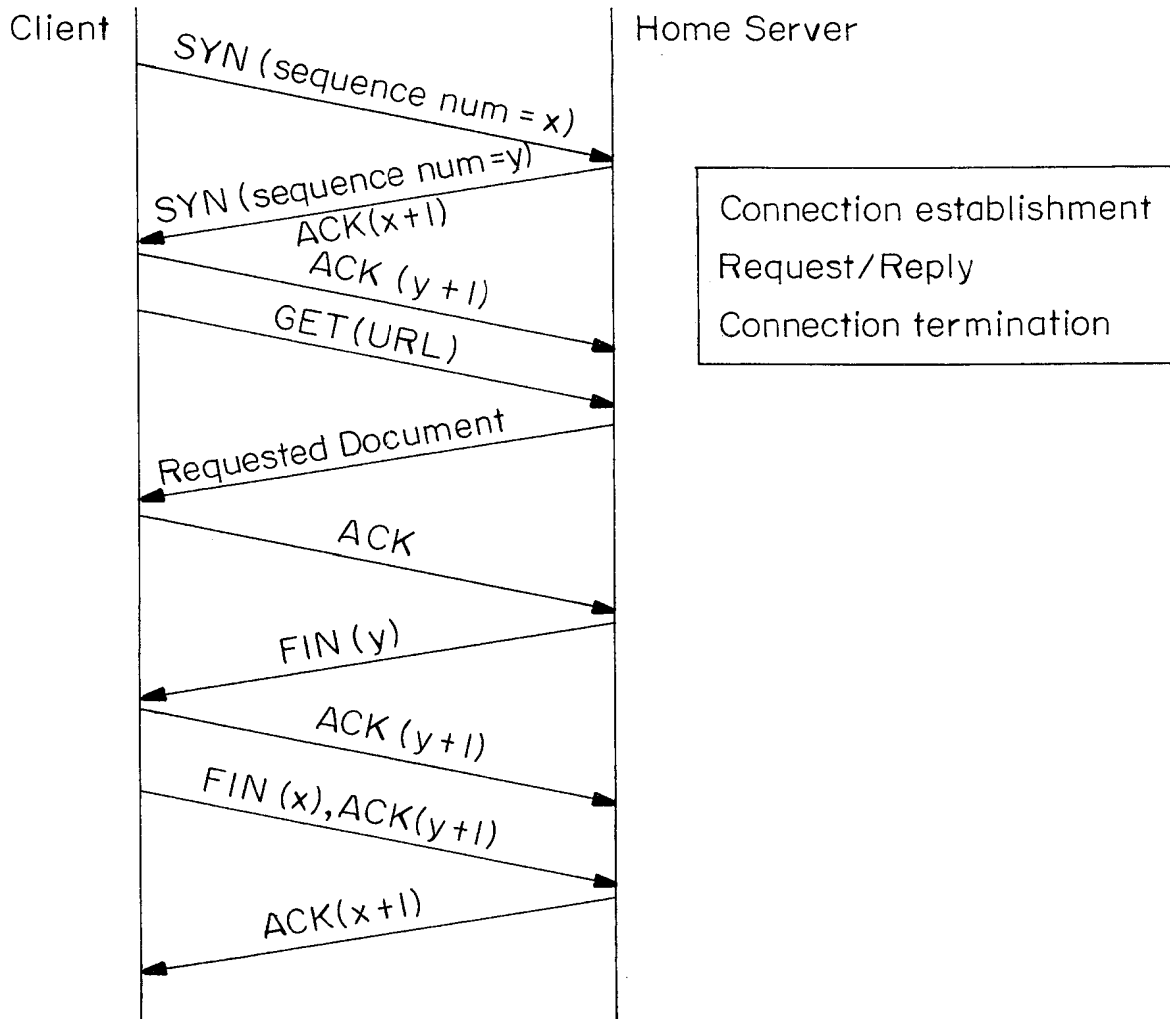 Client
Home Server
SYN (sequence num = x)
SYN (sequence num=y)
ACK(x+1)
ACK (y+1)
GET(URL)
Requested Document
ACK
FIN (y)
ACK (y+1)
FIN (x), ACK(y+1)
ACK(x+1)
Connection establishment
Request/Reply
Connection termination